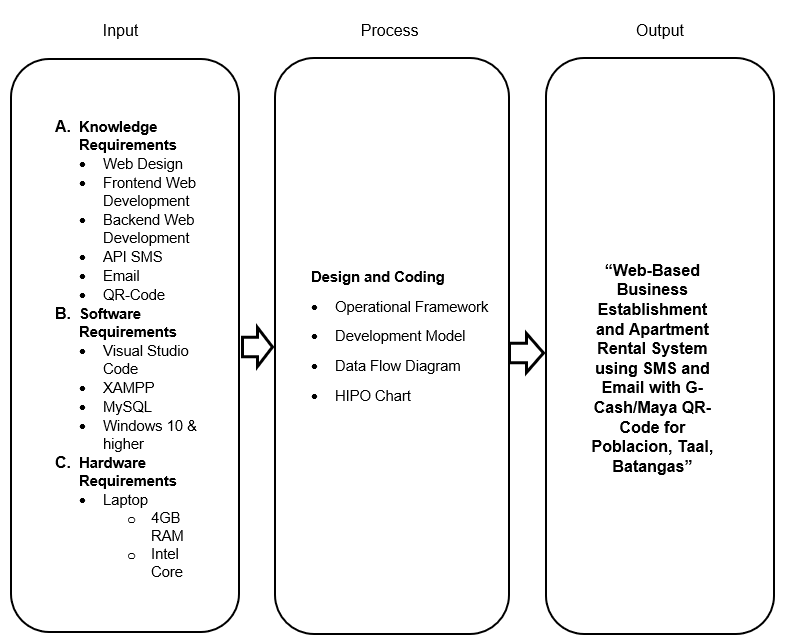 Input
Process
Output
A. Knowledge
Requirements
• Web Design
• Frontend Web
Development
• Backend Web
Development
• API SMS
• Email
• QR-Code
B. Software
Requirements
• Visual Studio
Code
• XAMPP
• MySQL
• Windows 10 &
higher
C. Hardware
Requirements
• Laptop
o 4GB
RAM
o Intel
Core
Design and Coding
• Operational Framework
• Development Model
• Data Flow Diagram
• HIPO Chart
“Web-Based
Business
Establishment
and Apartment
Rental System
using SMS and
Email with G-
Cash/Maya QR-
Code for
Poblacion, Taal,
Batangas”